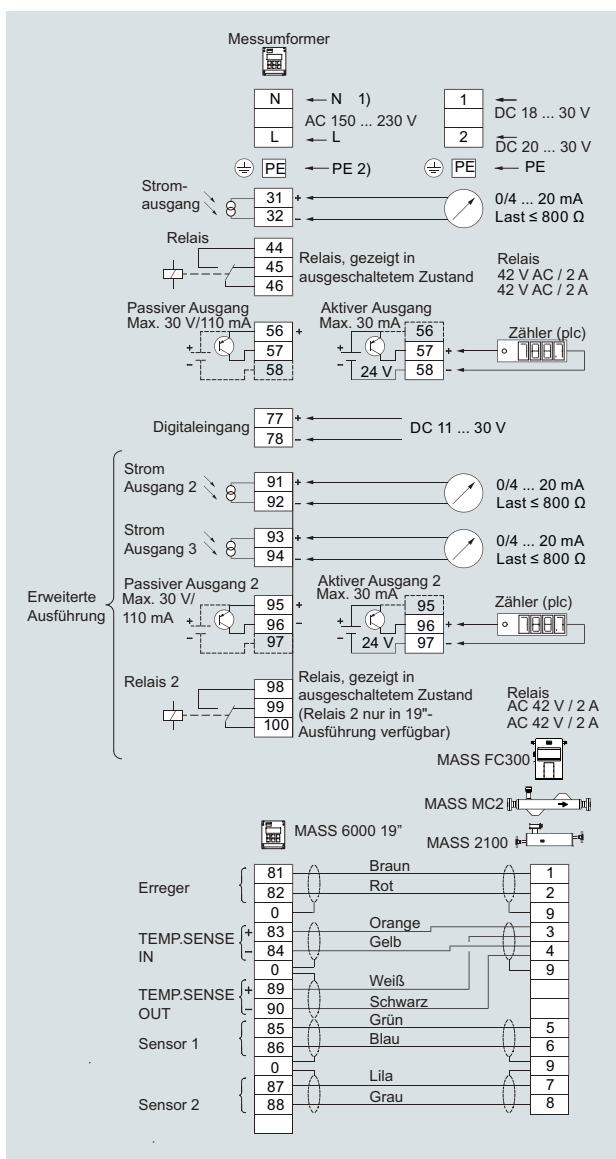 Messumformer
N ← N 1)
AC 150 ... 230 V
L ← L
1
DC 18 ... 30 V
2
DC 20 ... 30 V
PE ← PE 2)
PE ← PE
Strom-
ausgang
31 +
32 -
0/4 ... 20 mA
Last ≤ 800 Ω
Relais
44
45
46
Relais, gezeigt in
ausgeschaltetem Zustand
Relais
42 V AC / 2 A
42 V AC / 2 A
Passiver Ausgang
Max. 30 V/110 mA
+
-
56 +
57
58 -
Aktiver Ausgang
Max. 30 mA
+
-
24 V
56
57 +
58 -
Zähler (plc)
Digitaleingang
77 +
78 -
DC 11 ... 30 V
Erweiterte
Ausführung
Strom
Ausgang 2
91 +
92 -
0/4 ... 20 mA
Last ≤ 800 Ω
Strom
Ausgang 3
93 +
94 -
0/4 ... 20 mA
Last ≤ 800 Ω
Passiver Ausgang 2
Max. 30 V/
110 mA
+
-
95 +
96 -
97
Aktiver Ausgang 2
Max. 30 mA
+
-
24 V
95
96 +
97 -
Zähler (plc)
Relais 2
98
99
100
Relais, gezeigt in
ausgeschaltetem Zustand
(Relais 2 nur in 19"-
Ausführung verfügbar)
Relais
AC 42 V / 2 A
AC 42 V / 2 A
MASS FC300
MASS MC2
MASS 2100
MASS 6000 19"
Erreger
81 Braun 1
82 Rot 2
0 9
TEMP.SENSE
IN
+ 83 Orange 3
- 84 Gelb 4
0 9
TEMP.SENSE
OUT
+ 89 Weiß
- 90 Schwarz
Sensor 1
85 Grün 5
86 Blau 6
0 9
Sensor 2
87 Lila 7
88 Grau 8